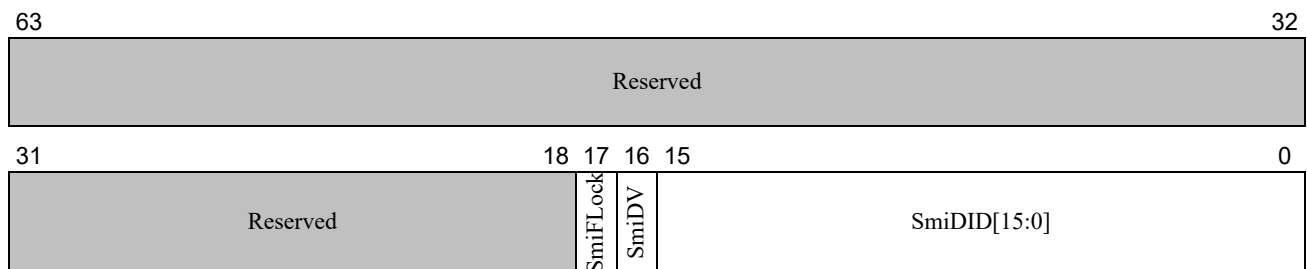 63 32
Reserved
31 18 17 16 15 0
Reserved SmiFLock SmiDV SmiDID[15:0]